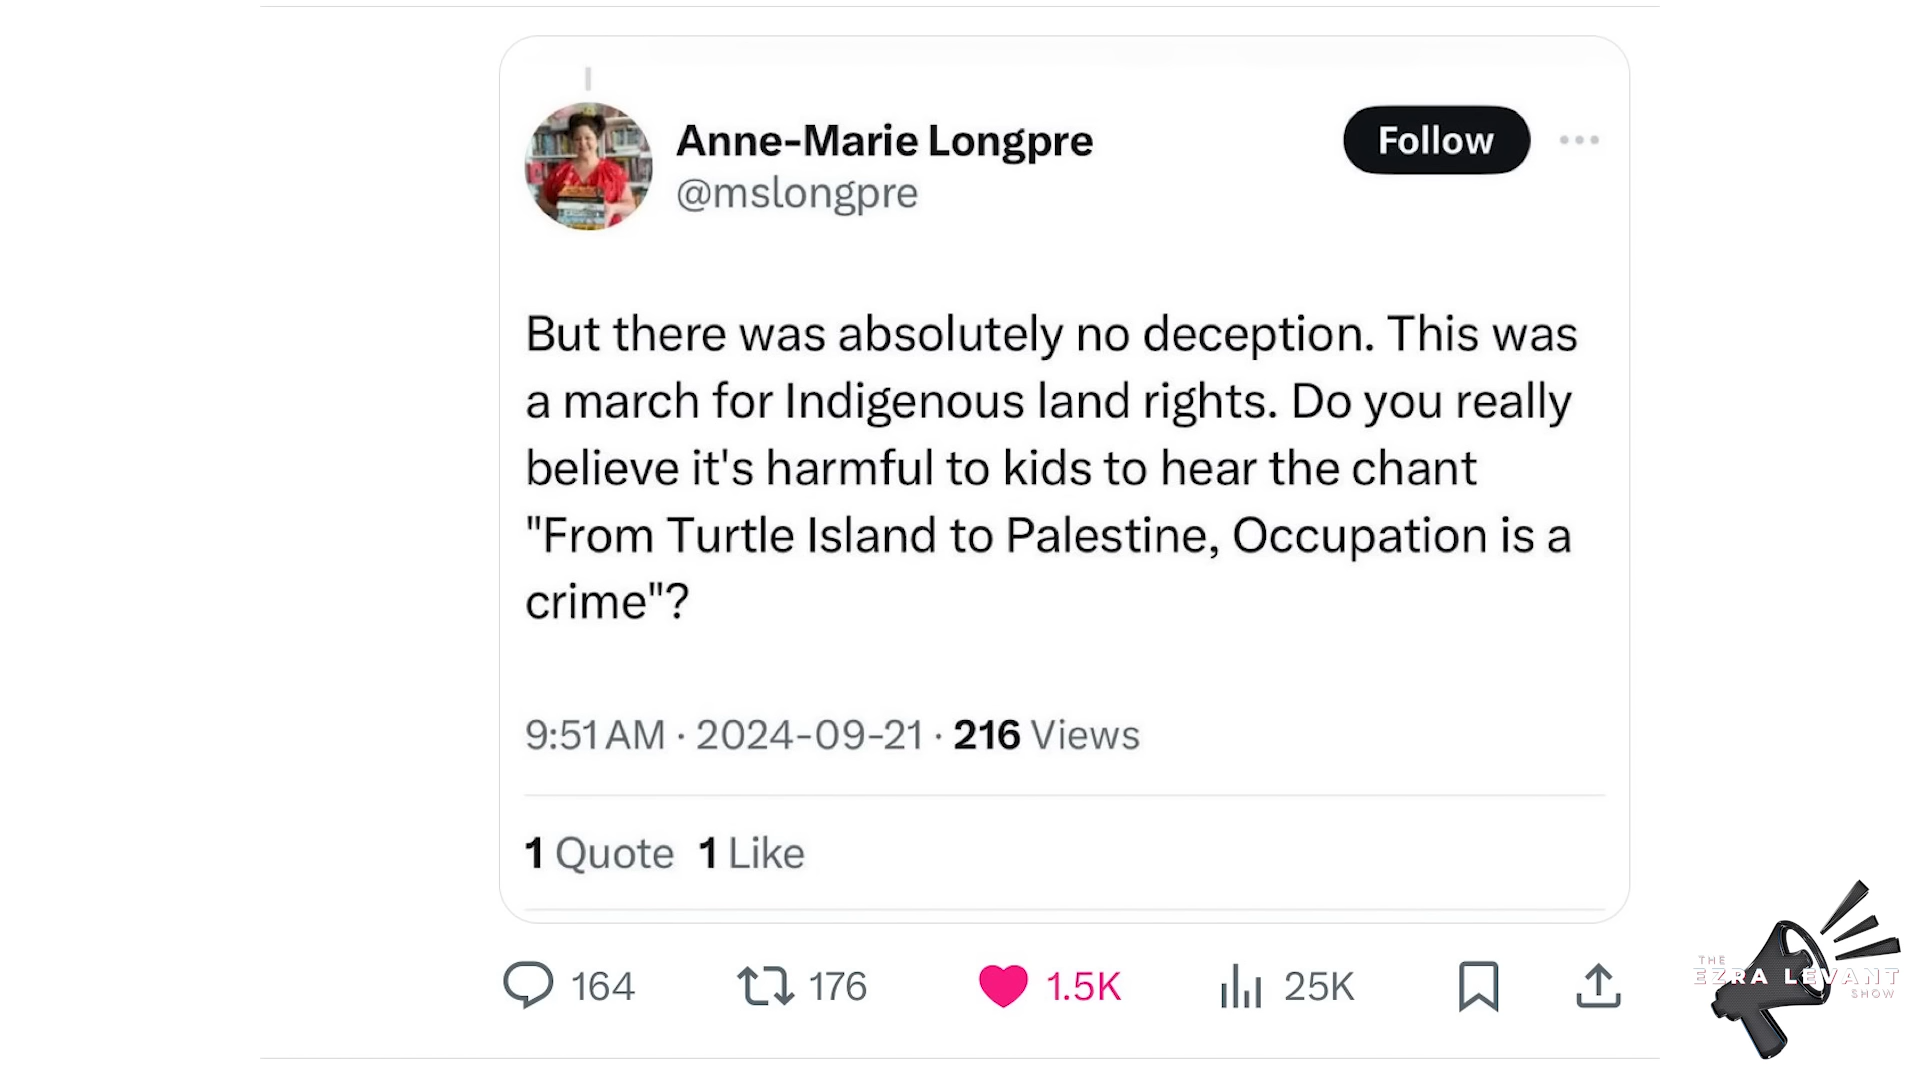 Anne-Marie Longpre
Follow
@mslongpre
But there was absolutely no deception. This was
a march for Indigenous land rights. Do you really
believe it's harmful to kids to hear the chant
"From Turtle Island to Palestine, Occupation is a
crime"?
9:51 AM · 2024-09-21 · 216 Views
1 Quote 1 Like
164 176 1.5K 25K
THE
EZRA LEVANT
SHOW